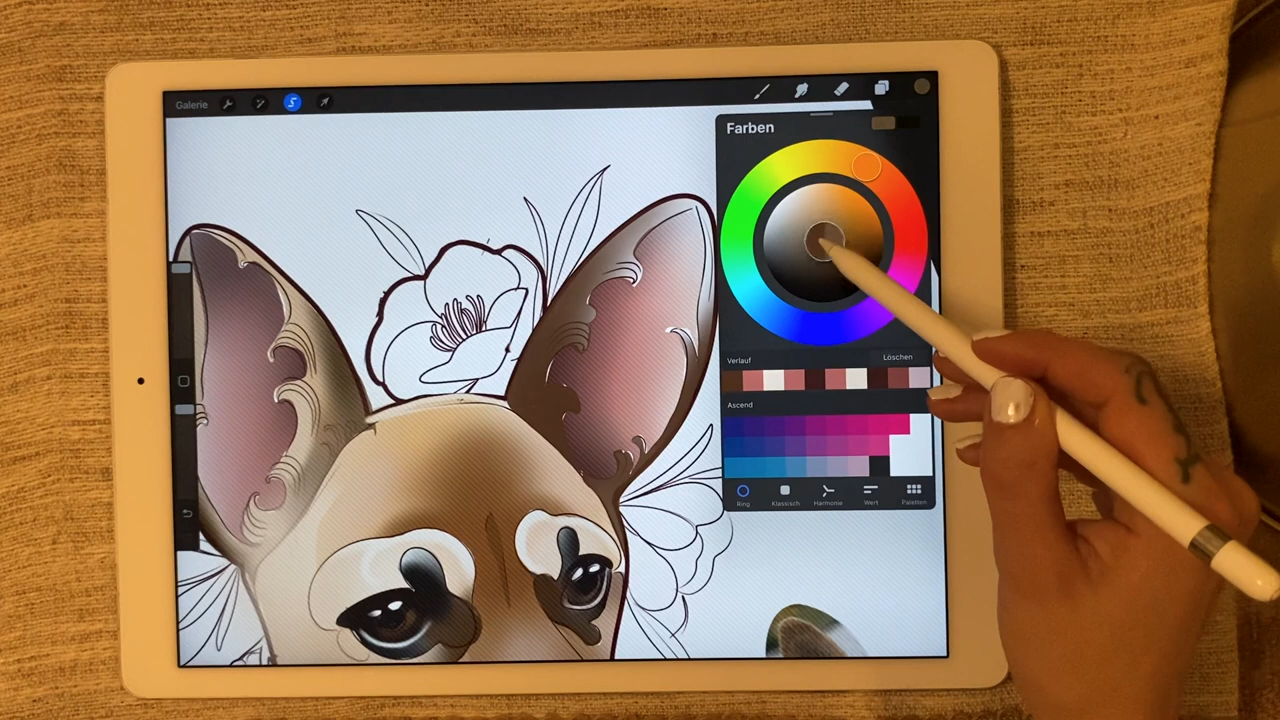 Galerie
Farben
Verlauf Löschen
Ascend
Ring Klassisch Harmonie Wert Paletten